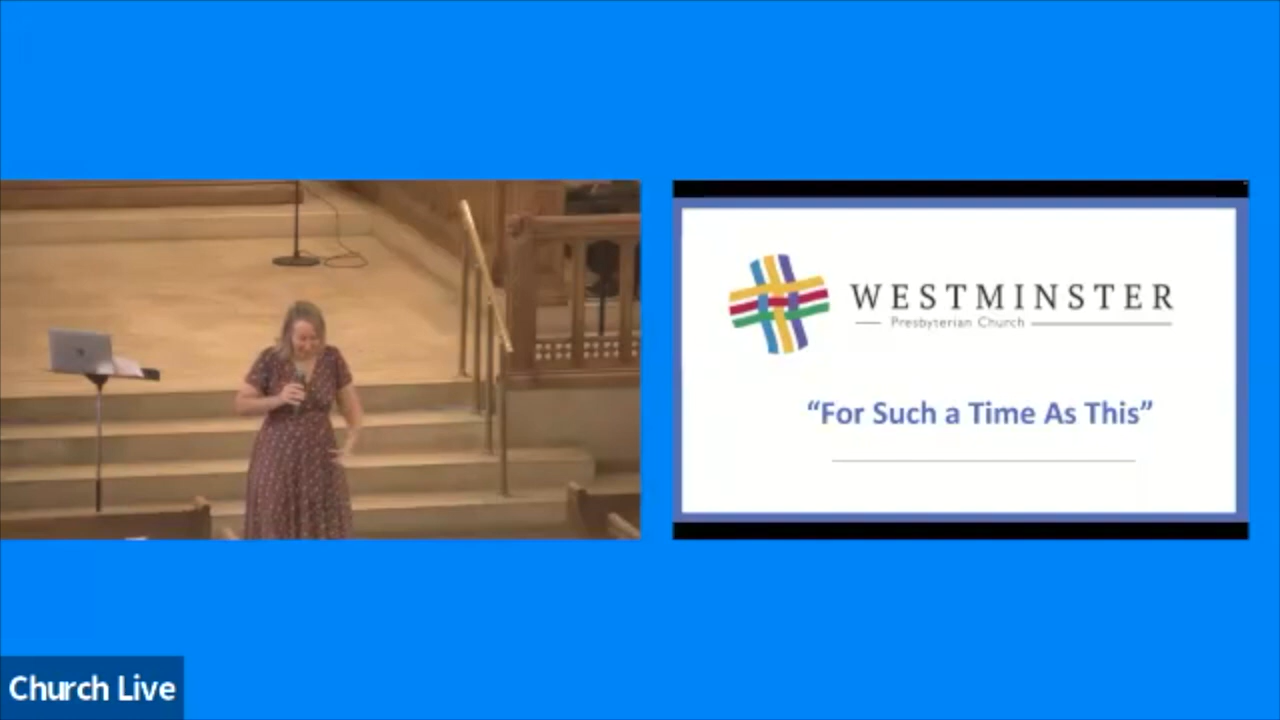 WESTMINSTER
Presbyterian Church
“For Such a Time As This”
Church Live